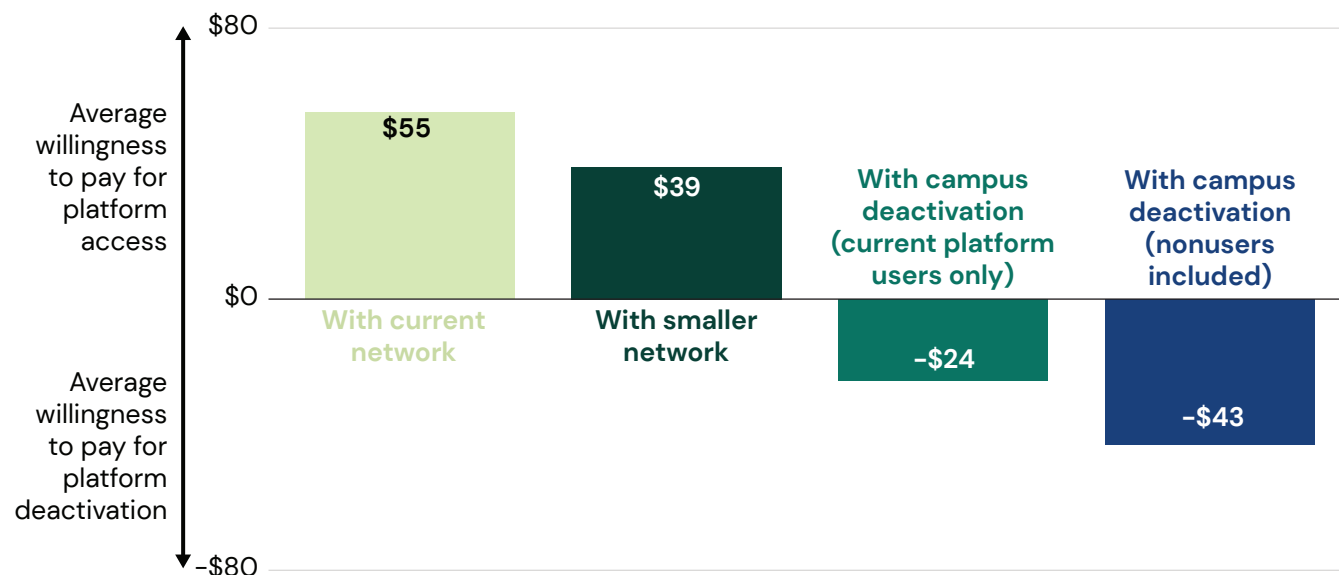 $80
Average
willingness
to pay for
platform
access
$55
$39
With campus
deactivation
(current platform
users only)
With campus
deactivation
(nonusers
included)
$0
With current
network
With smaller
network
-$24
-$43
Average
willingness
to pay for
platform
deactivation
-$80